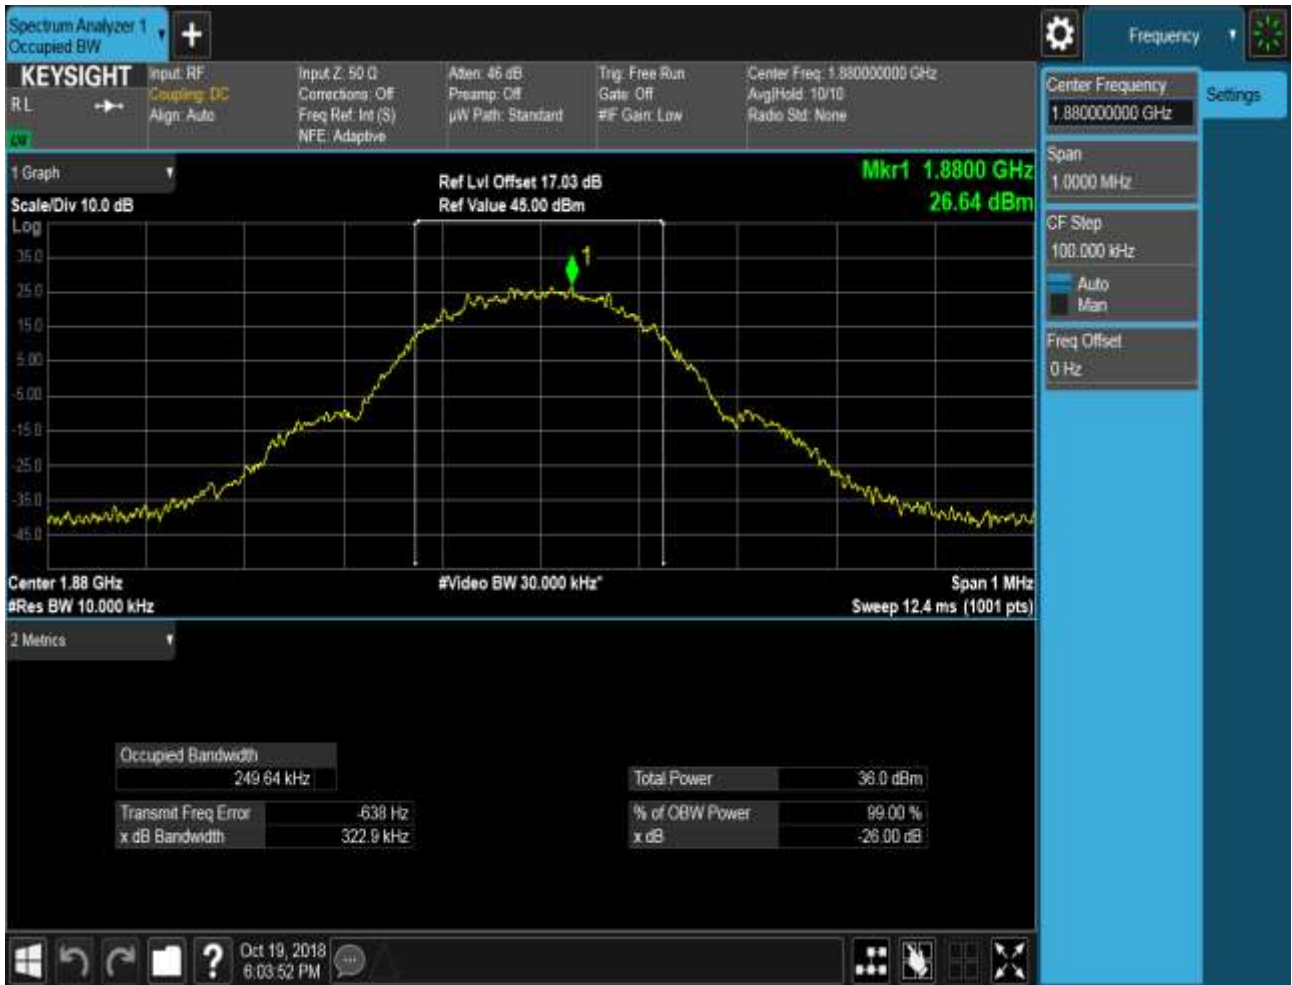 Spectrum Analyzer 1
Occupied BW
Frequency
KEYSIGHT
R L
Input: RF
Coupling: DC
Align: Auto
Input Z: 50 Ω
Corrections: Off
Freq Ref: Int (S)
NFE: Adaptive
Atten: 46 dB
Preamp: Off
µW Path: Standard
Trig: Free Run
Gate: Off
#IF Gain: Low
Center Freq: 1.880000000 GHz
Avg|Hold: 10/10
Radio Std: None
Center Frequency
1.880000000 GHz
Settings
Span
1.0000 MHz
CF Step
100.000 kHz
Auto
Man
Freq Offset
0 Hz
1 Graph
Scale/Div 10.0 dB
Ref Lvl Offset 17.03 dB
Ref Value 45.00 dBm
Mkr1 1.8800 GHz
26.64 dBm
Log
35.0
25.0
15.0
5.00
-5.00
-15.0
-25.0
-35.0
-45.0
1
Center 1.88 GHz
#Video BW 30.000 kHz*
Span 1 MHz
#Res BW 10.000 kHz
Sweep 12.4 ms (1001 pts)
2 Metrics
Occupied Bandwidth
249.64 kHz
Total Power 36.0 dBm
Transmit Freq Error -638 Hz
% of OBW Power 99.00 %
x dB Bandwidth 322.9 kHz
x dB -26.00 dB
?
Oct 19, 2018
6:03:52 PM